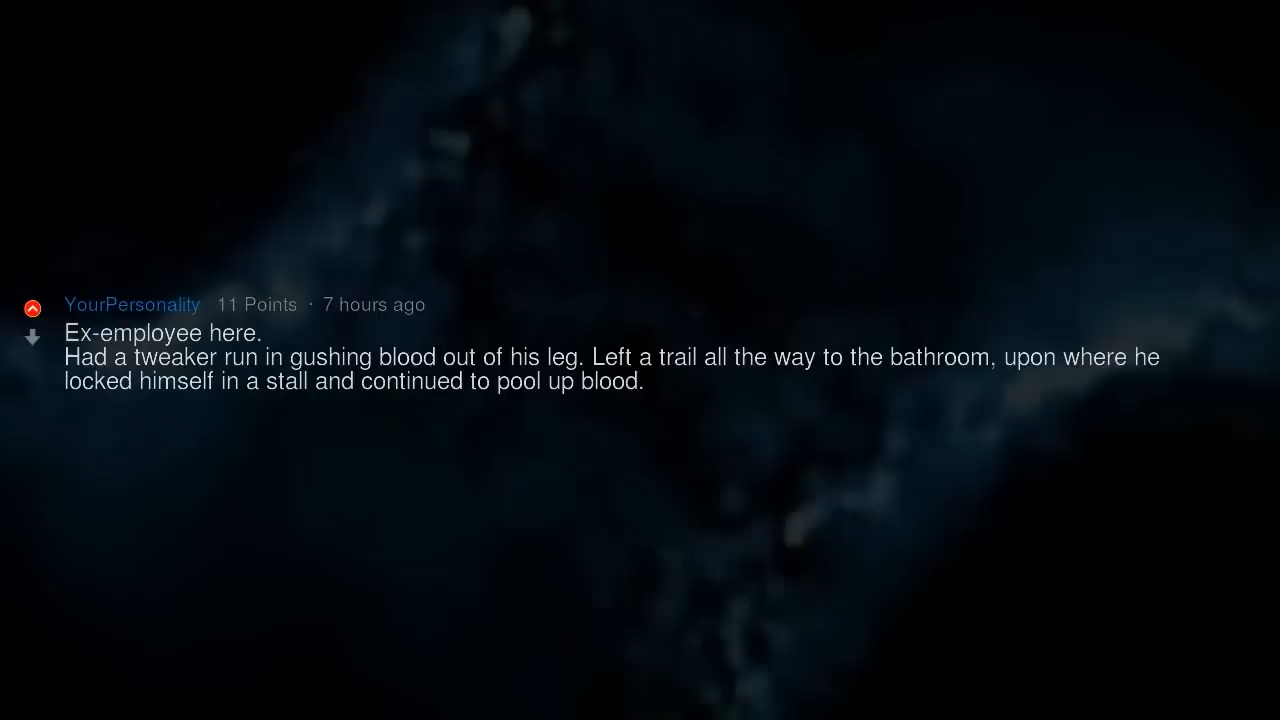 YourPersonality 11 Points · 7 hours ago
Ex-employee here.
Had a tweaker run in gushing blood out of his leg. Left a trail all the way to the bathroom, upon where he
locked himself in a stall and continued to pool up blood.